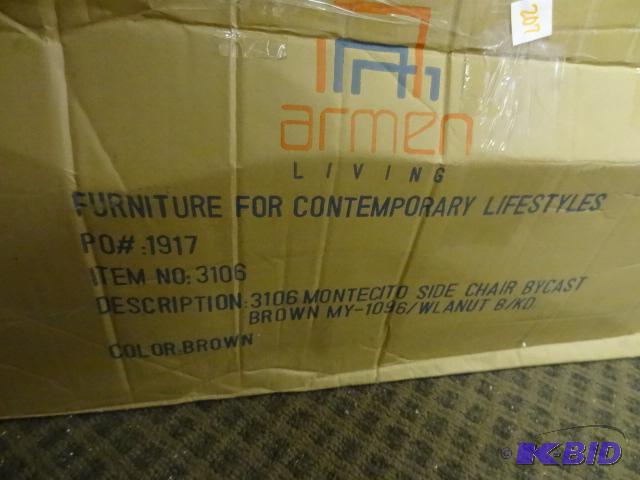 207
armen
LIVING
FURNITURE FOR CONTEMPORARY LIFESTYLES
PO#:1917
ITEM NO: 3106
DESCRIPTION: 3106 MONTECITO SIDE CHAIR BYCAST
BROWN MY-1096/WLANUT B/KD
COLOR: BROWN
© K-BID